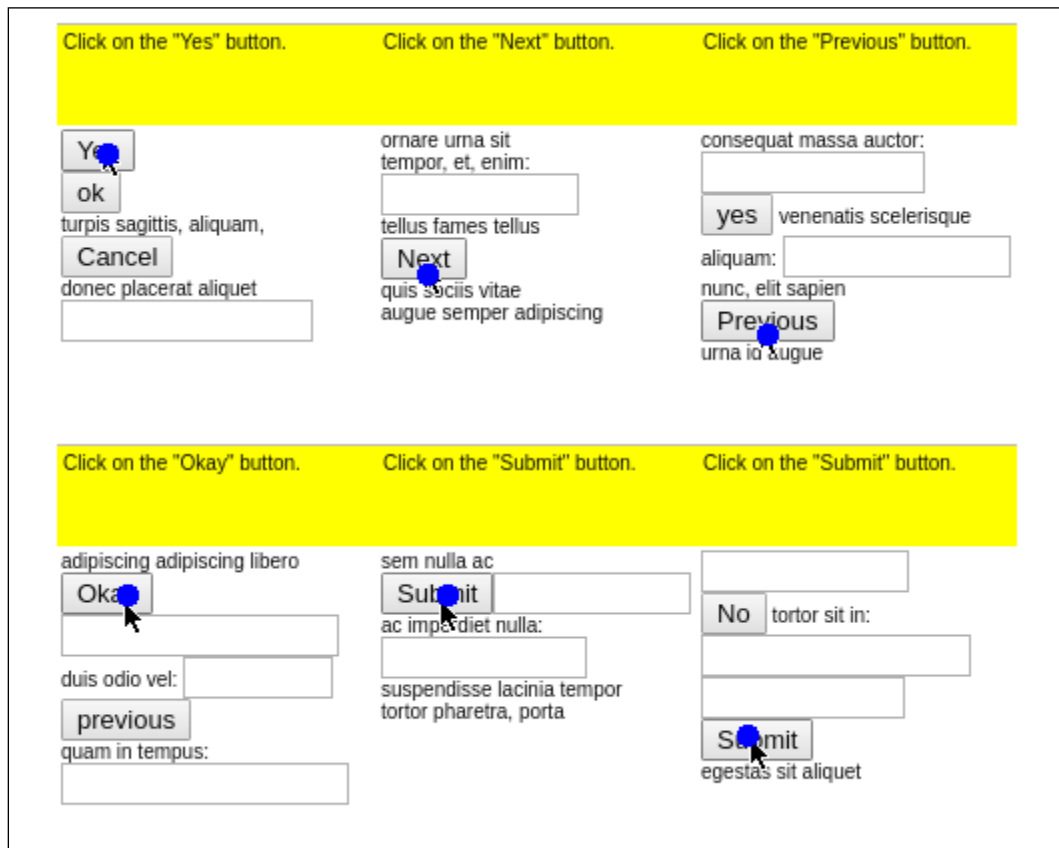 Click on the "Yes" button.
Yes
ok
turpis sagittis, aliquam,
Cancel
donec placerat aliquet
Click on the "Next" button.
ornare urna sit
tempor, et, enim:
tellus fames tellus
Next
quis sociis vitae
augue semper adipiscing
Click on the "Previous" button.
consequat massa auctor:
yes venenatis scelerisque
aliquam:
nunc, elit sapien
Previous
urna id augue
Click on the "Okay" button.
adipiscing adipiscing libero
Okay
duis odio vel:
previous
quam in tempus:
Click on the "Submit" button.
sem nulla ac
Submit
ac imperdiet nulla:
suspendisse lacinia tempor
tortor pharetra, porta
Click on the "Submit" button.
No tortor sit in:
Submit
egestas sit aliquet